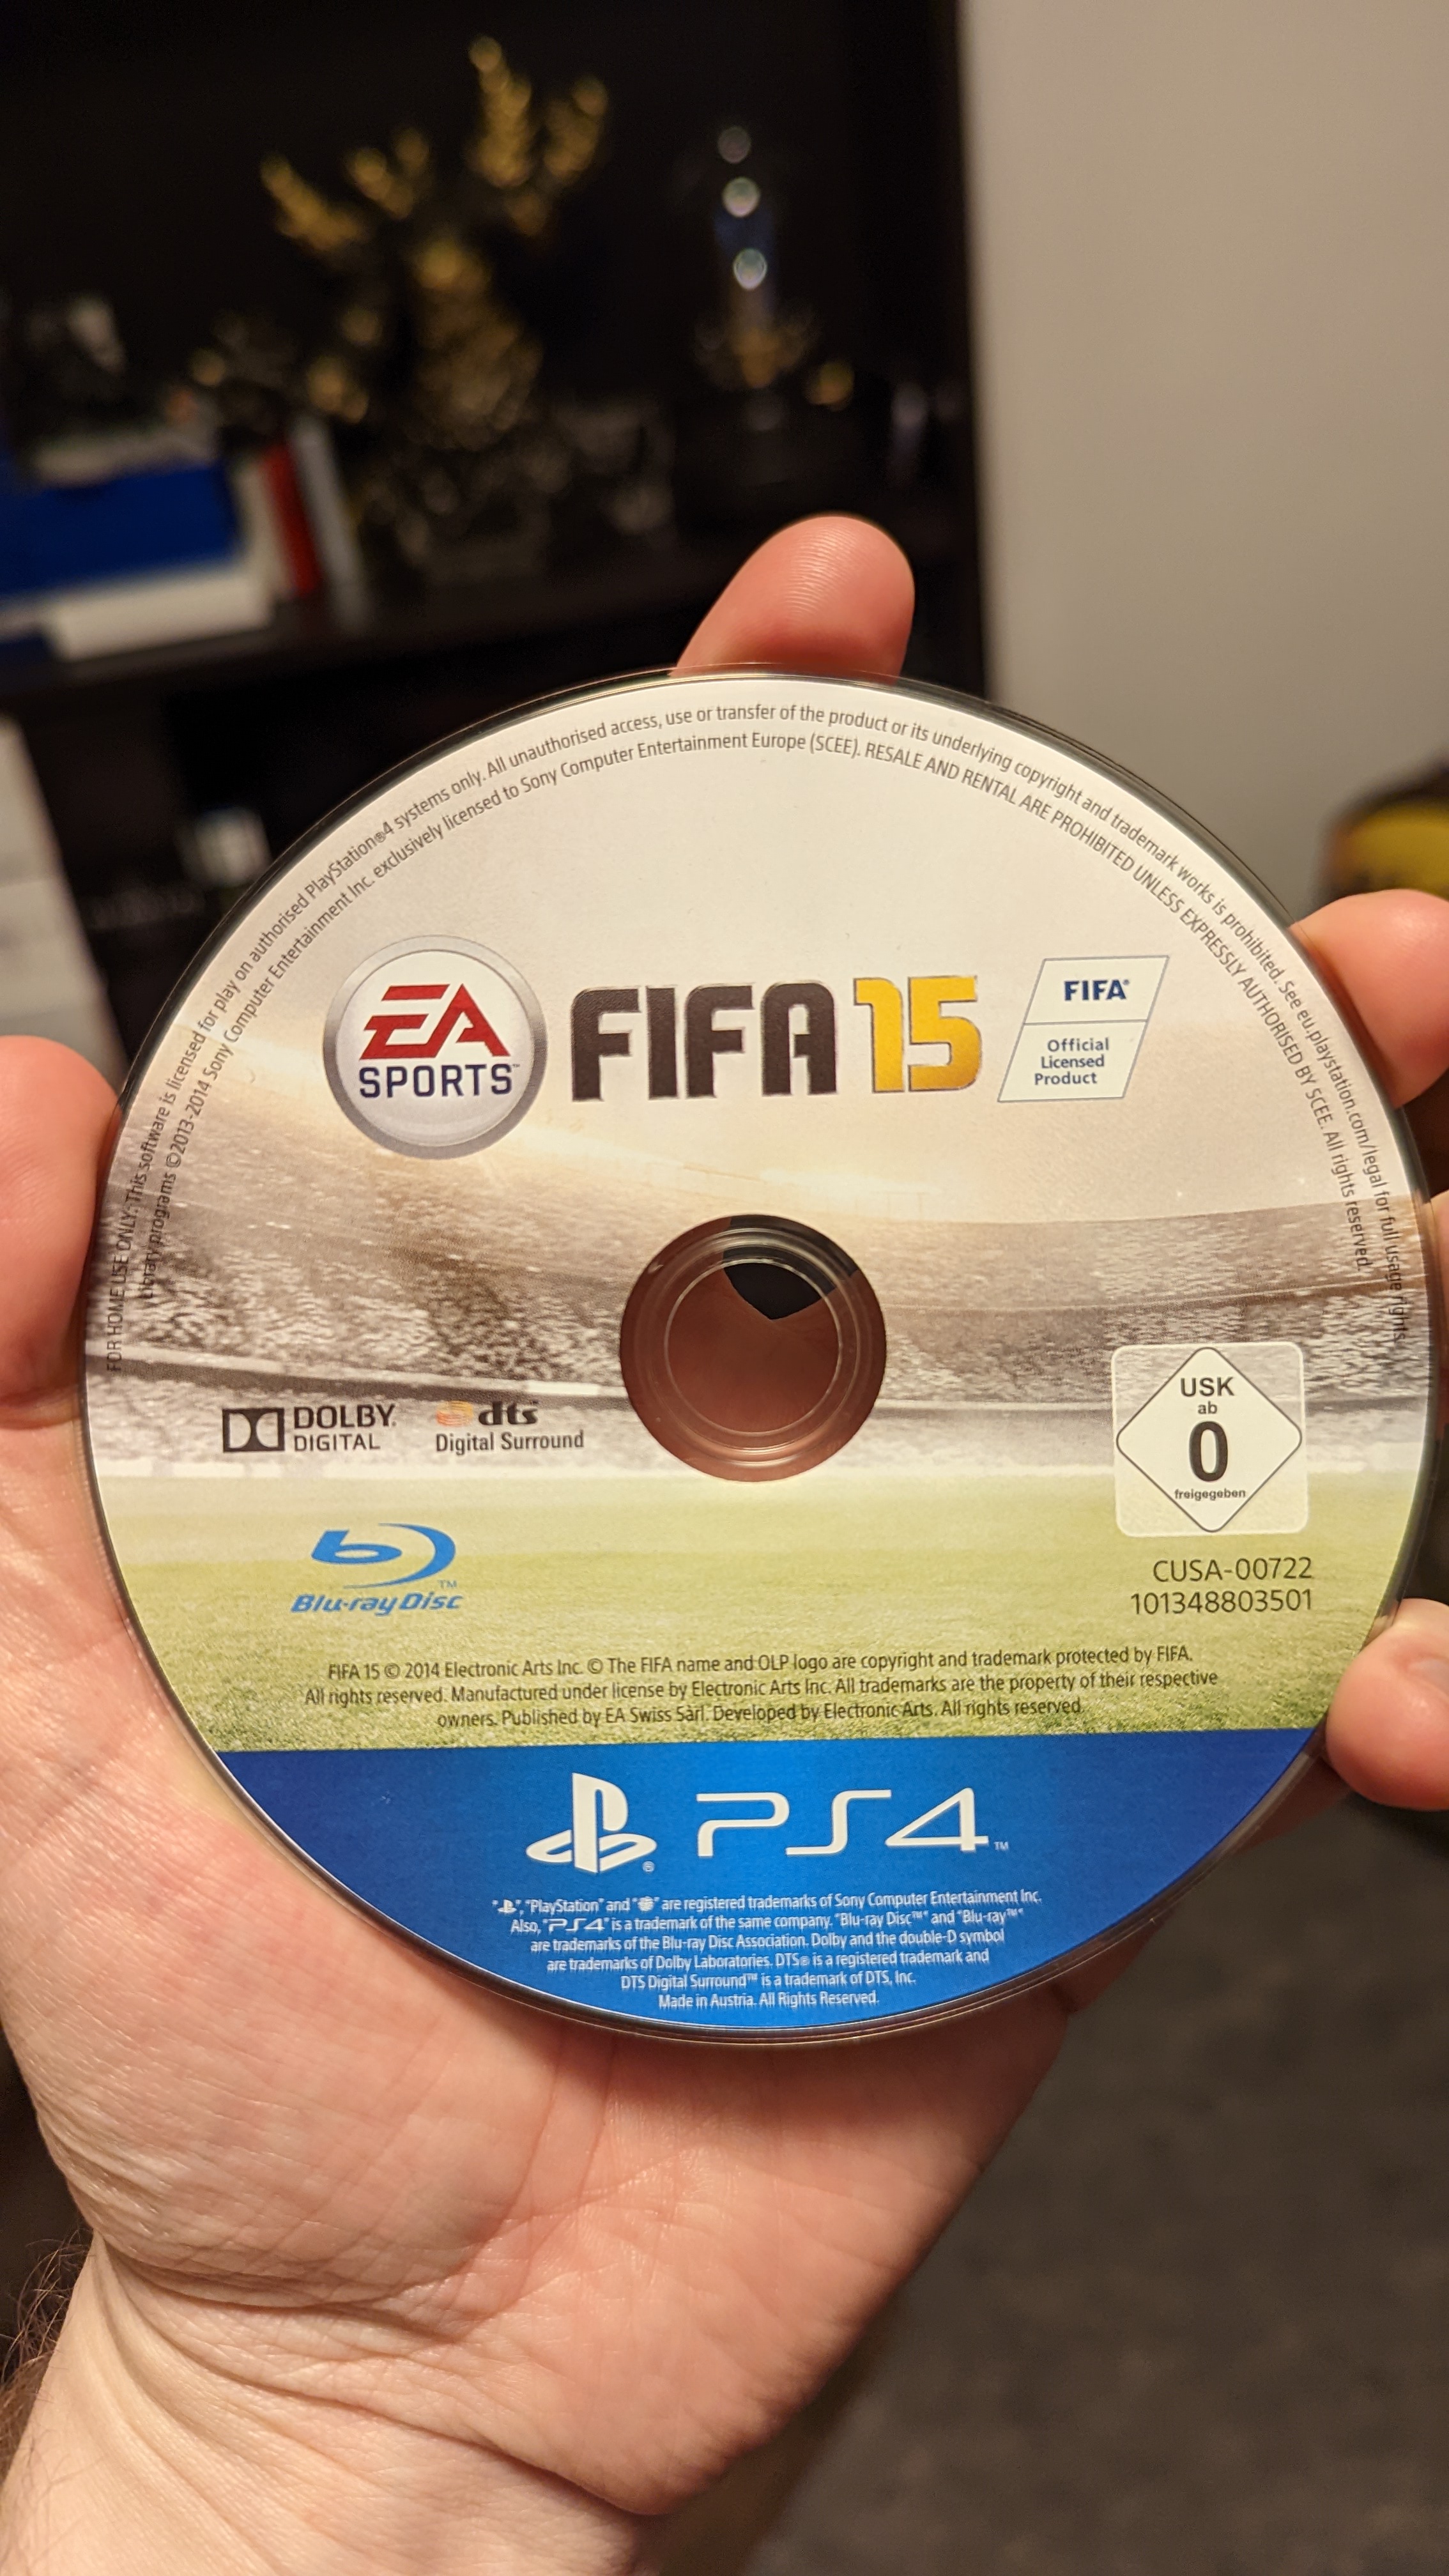 FOR HOME USE ONLY. This software is licensed for play on authorised PlayStation®4 systems only. All unauthorised access, use or transfer of the product or its underlying copyright and trademark works is prohibited. See eu.playstation.com/legal for full usage rights.
Library programs ©2013-2014 Sony Computer Entertainment Inc. exclusively licensed to Sony Computer Entertainment Europe (SCEE). RESALE AND RENTAL ARE PROHIBITED UNLESS EXPRESSLY AUTHORISED BY SCEE. All rights reserved.
EA
SPORTS™
FIFA 15
FIFA®
Official
Licensed
Product
DOLBY®
DIGITAL
dts
Digital Surround
USK
ab
0
freigegeben
Blu-ray Disc™
CUSA-00722
101348803501
FIFA 15 © 2014 Electronic Arts Inc. © The FIFA name and OLP logo are copyright and trademark protected by FIFA.
All rights reserved. Manufactured under license by Electronic Arts Inc. All trademarks are the property of their respective
owners. Published by EA Swiss Sàrl. Developed by Electronic Arts. All rights reserved.
PS4™
" ", "PlayStation" and " " are registered trademarks of Sony Computer Entertainment Inc.
Also, "PS4" is a trademark of the same company. "Blu-ray Disc™" and "Blu-ray™"
are trademarks of the Blu-ray Disc Association. Dolby and the double-D symbol
are trademarks of Dolby Laboratories. DTS® is a registered trademark and
DTS Digital Surround™ is a trademark of DTS, Inc.
Made in Austria. All Rights Reserved.